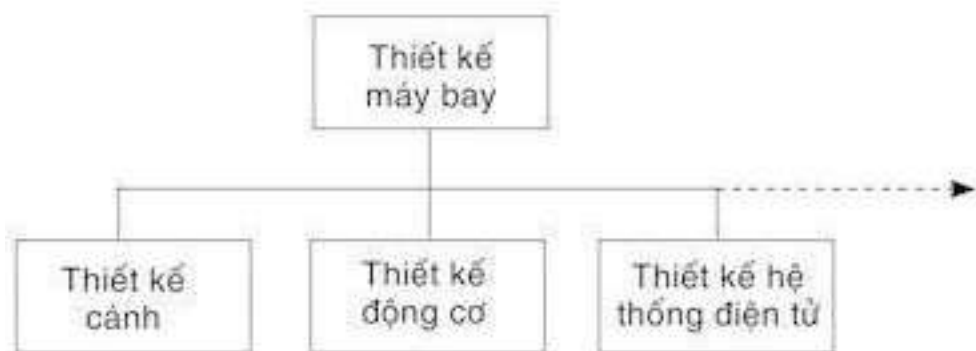 Thiết kế
máy bay
Thiết kế
cánh
Thiết kế
động cơ
Thiết kế hệ
thống điện tử